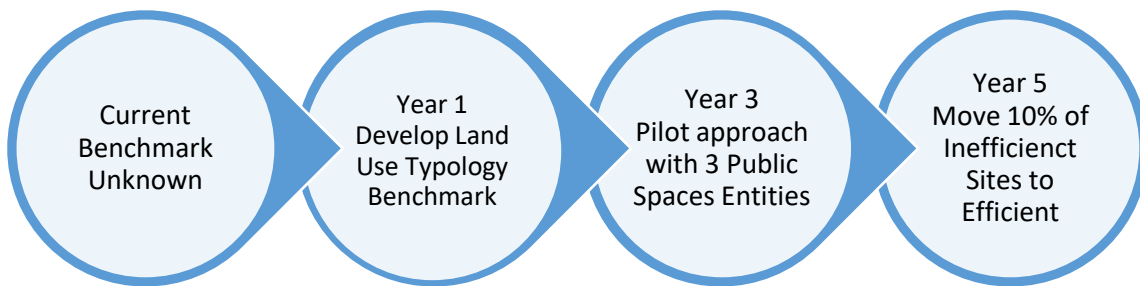 Current
Benchmark
Unknown
Year 1
Develop Land
Use Typology
Benchmark
Year 3
Pilot approach
with 3 Public
Spaces Entities
Year 5
Move 10% of
Inefficienct
Sites to
Efficient